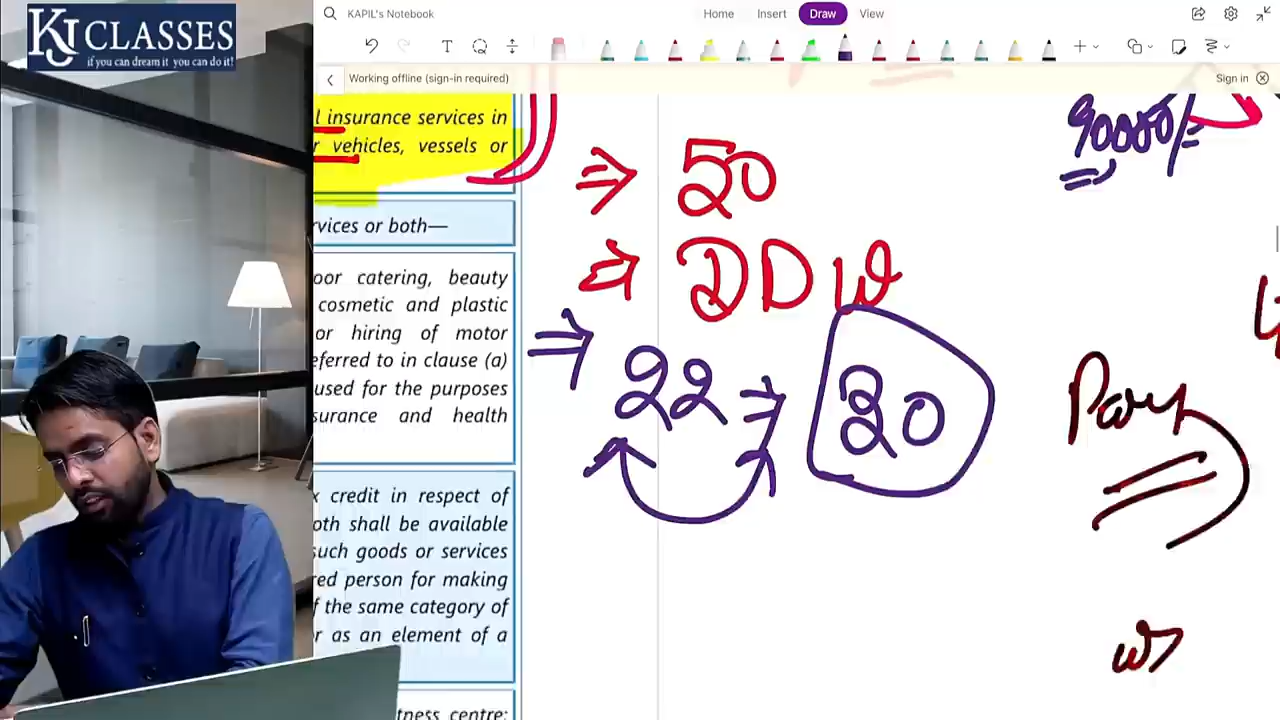 KJ CLASSES
if you can dream it you can do it!
KAPIL's Notebook
Home Insert Draw View
Working offline (sign-in required)
Sign in
l insurance services in
r vehicles, vessels or
rvices or both—
oor catering, beauty
cosmetic and plastic
or hiring of motor
eferred to in clause (a)
used for the purposes
surance and health
x credit in respect of
oth shall be available
such goods or services
red person for making
f the same category of
r as an element of a
tness centre;
90000/-
⇒ 50
⇒ DDW
⇒ 22 ⇒ 30